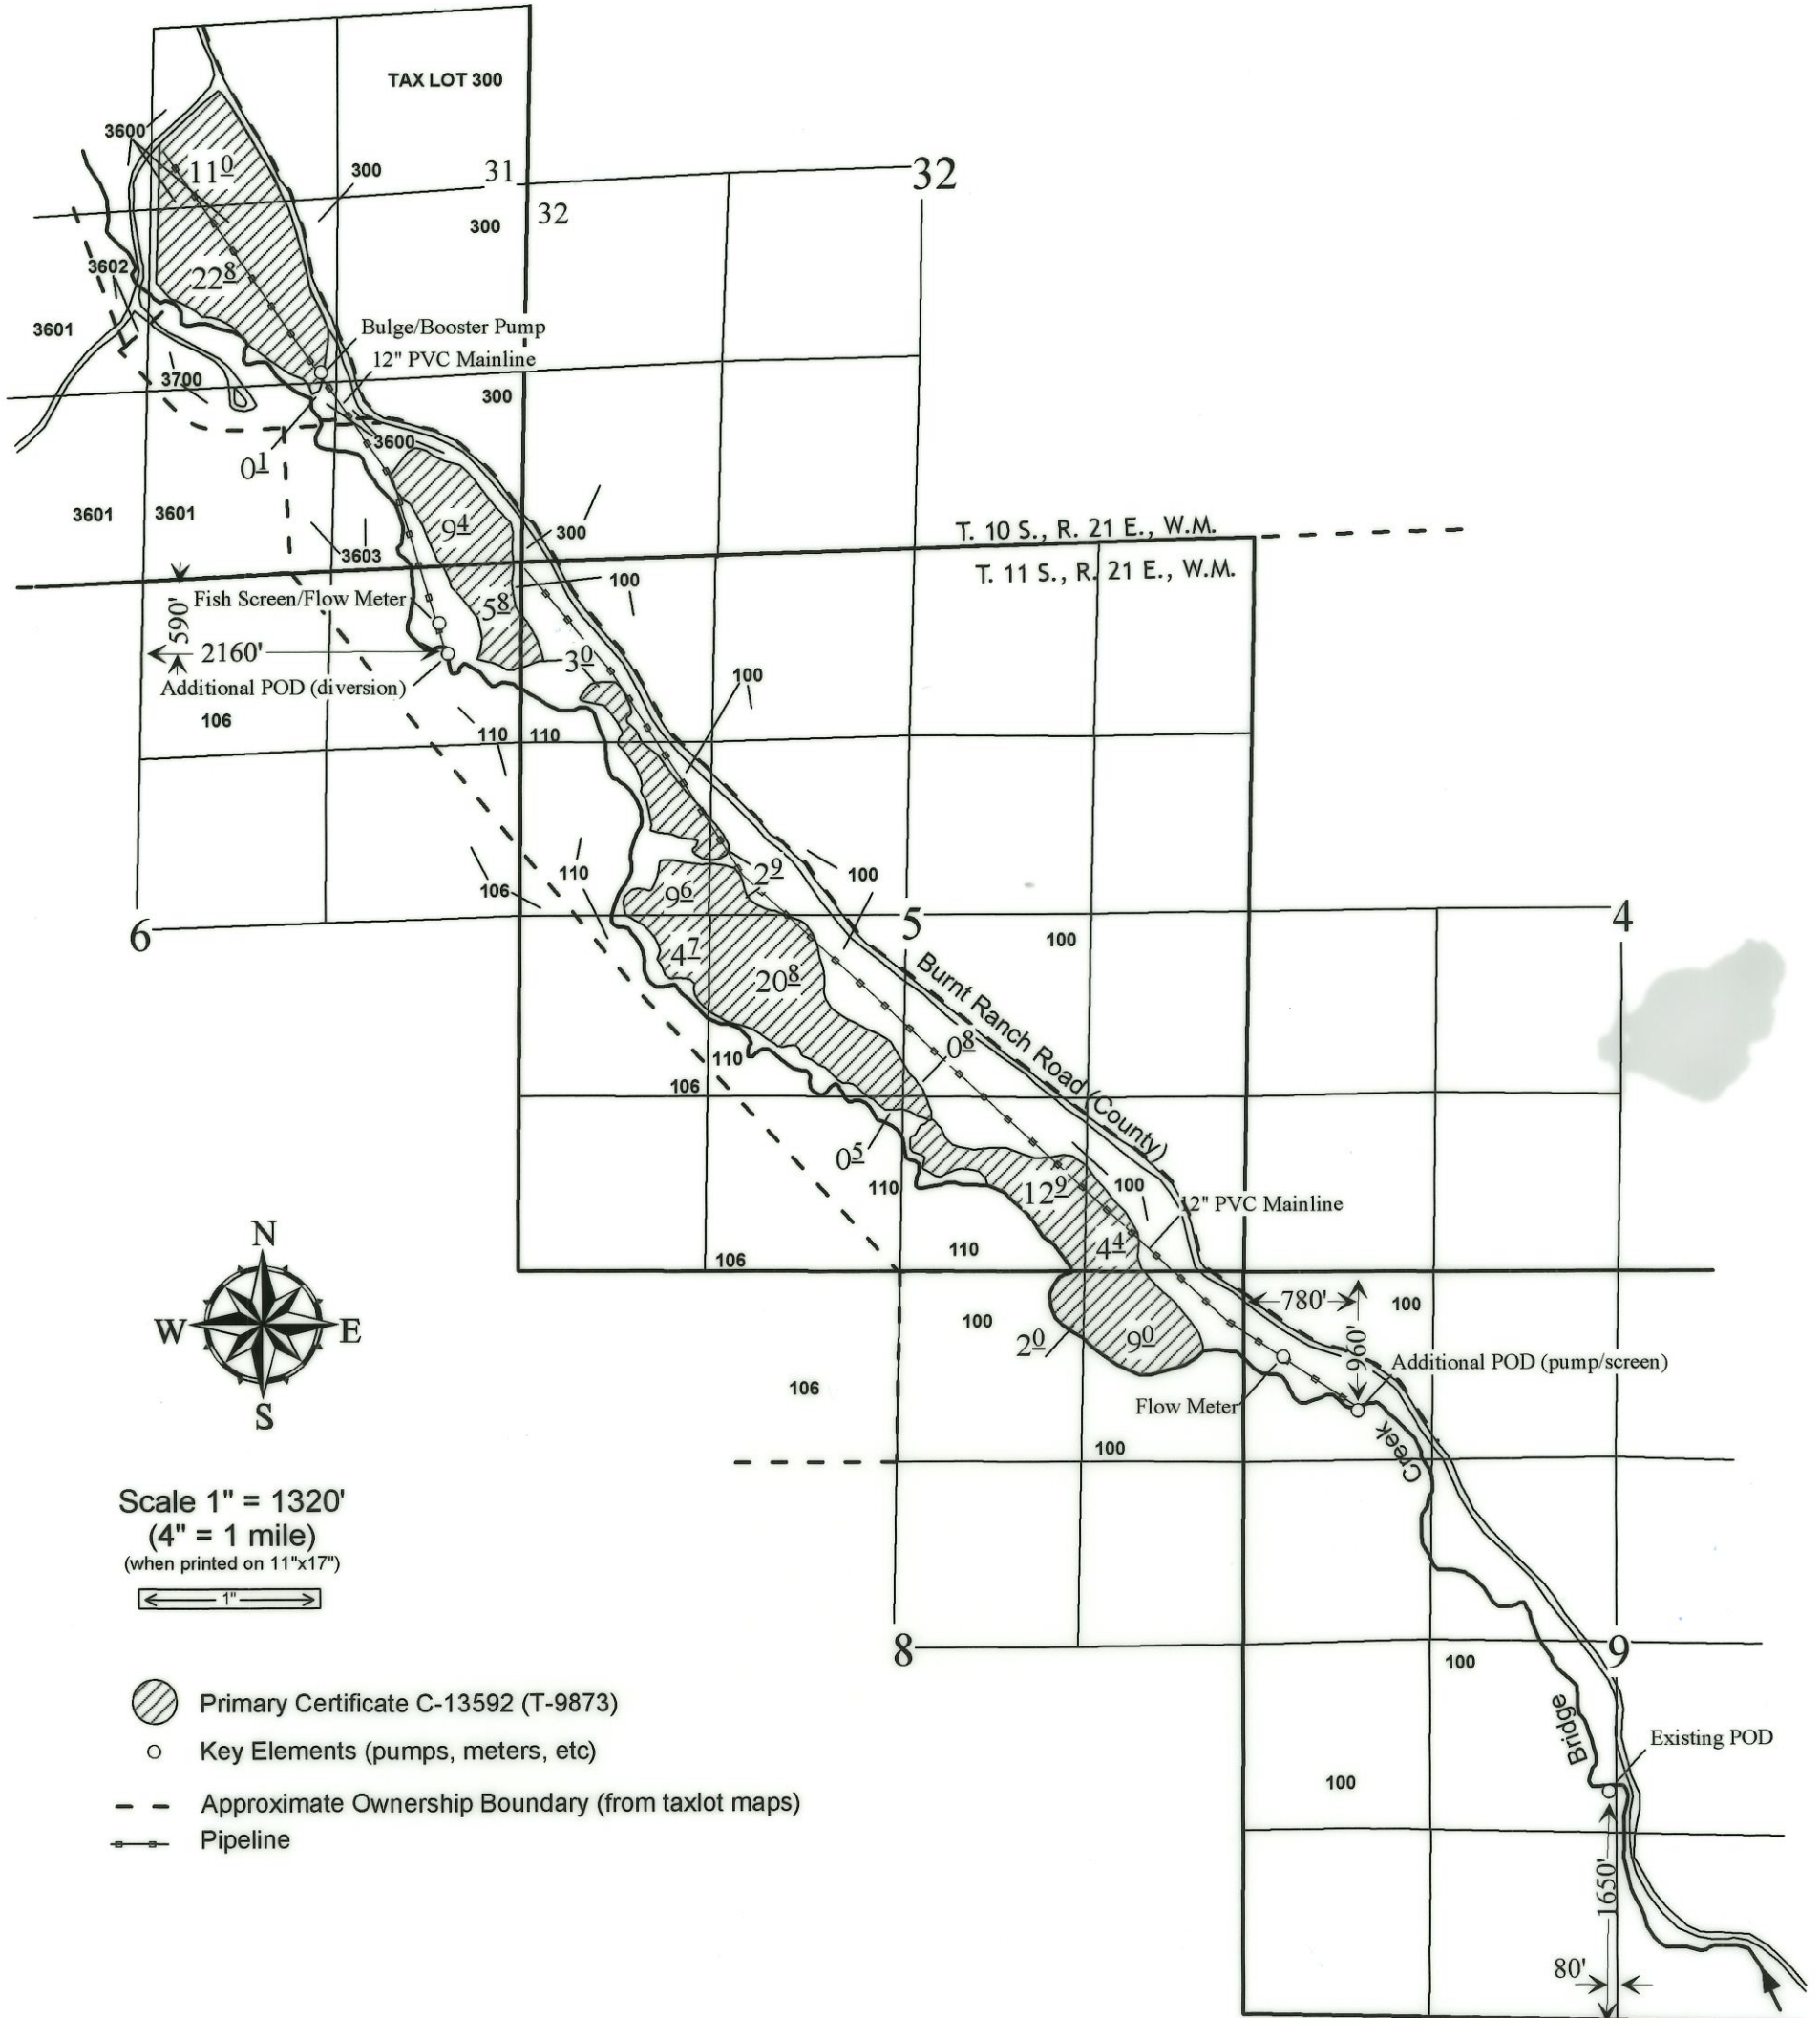 TAX LOT 300
3600
11 0
300
31
32
32
300
3602
22 8
3601
Bulge/Booster Pump
12" PVC Mainline
3700
300
3600
0 1
9 4
3601
3601
300
3603
T. 10 S., R. 21 E., W.M.
T. 11 S., R. 21 E., W.M.
100
Fish Screen/Flow Meter
5 8
590'
2160'
3 0
Additional POD (diversion)
100
106
110
110
2 9
110
100
106
9 6
6
5
4
100
4 7
20 8
Burnt Ranch Road (County)
0 8
110
106
0 5
110
12 9
100
12" PVC Mainline
4 4
110
106
N
W
E
S
780'
100
100
2 0
9 0
960'
Additional POD (pump/screen)
106
Flow Meter
Creek
100
Scale 1" = 1320'
(4" = 1 mile)
(when printed on 11"x17")
1"
8
9
100
Primary Certificate C-13592 (T-9873)
Key Elements (pumps, meters, etc)
Bridge
Existing POD
100
Approximate Ownership Boundary (from taxlot maps)
Pipeline
1650'
80'